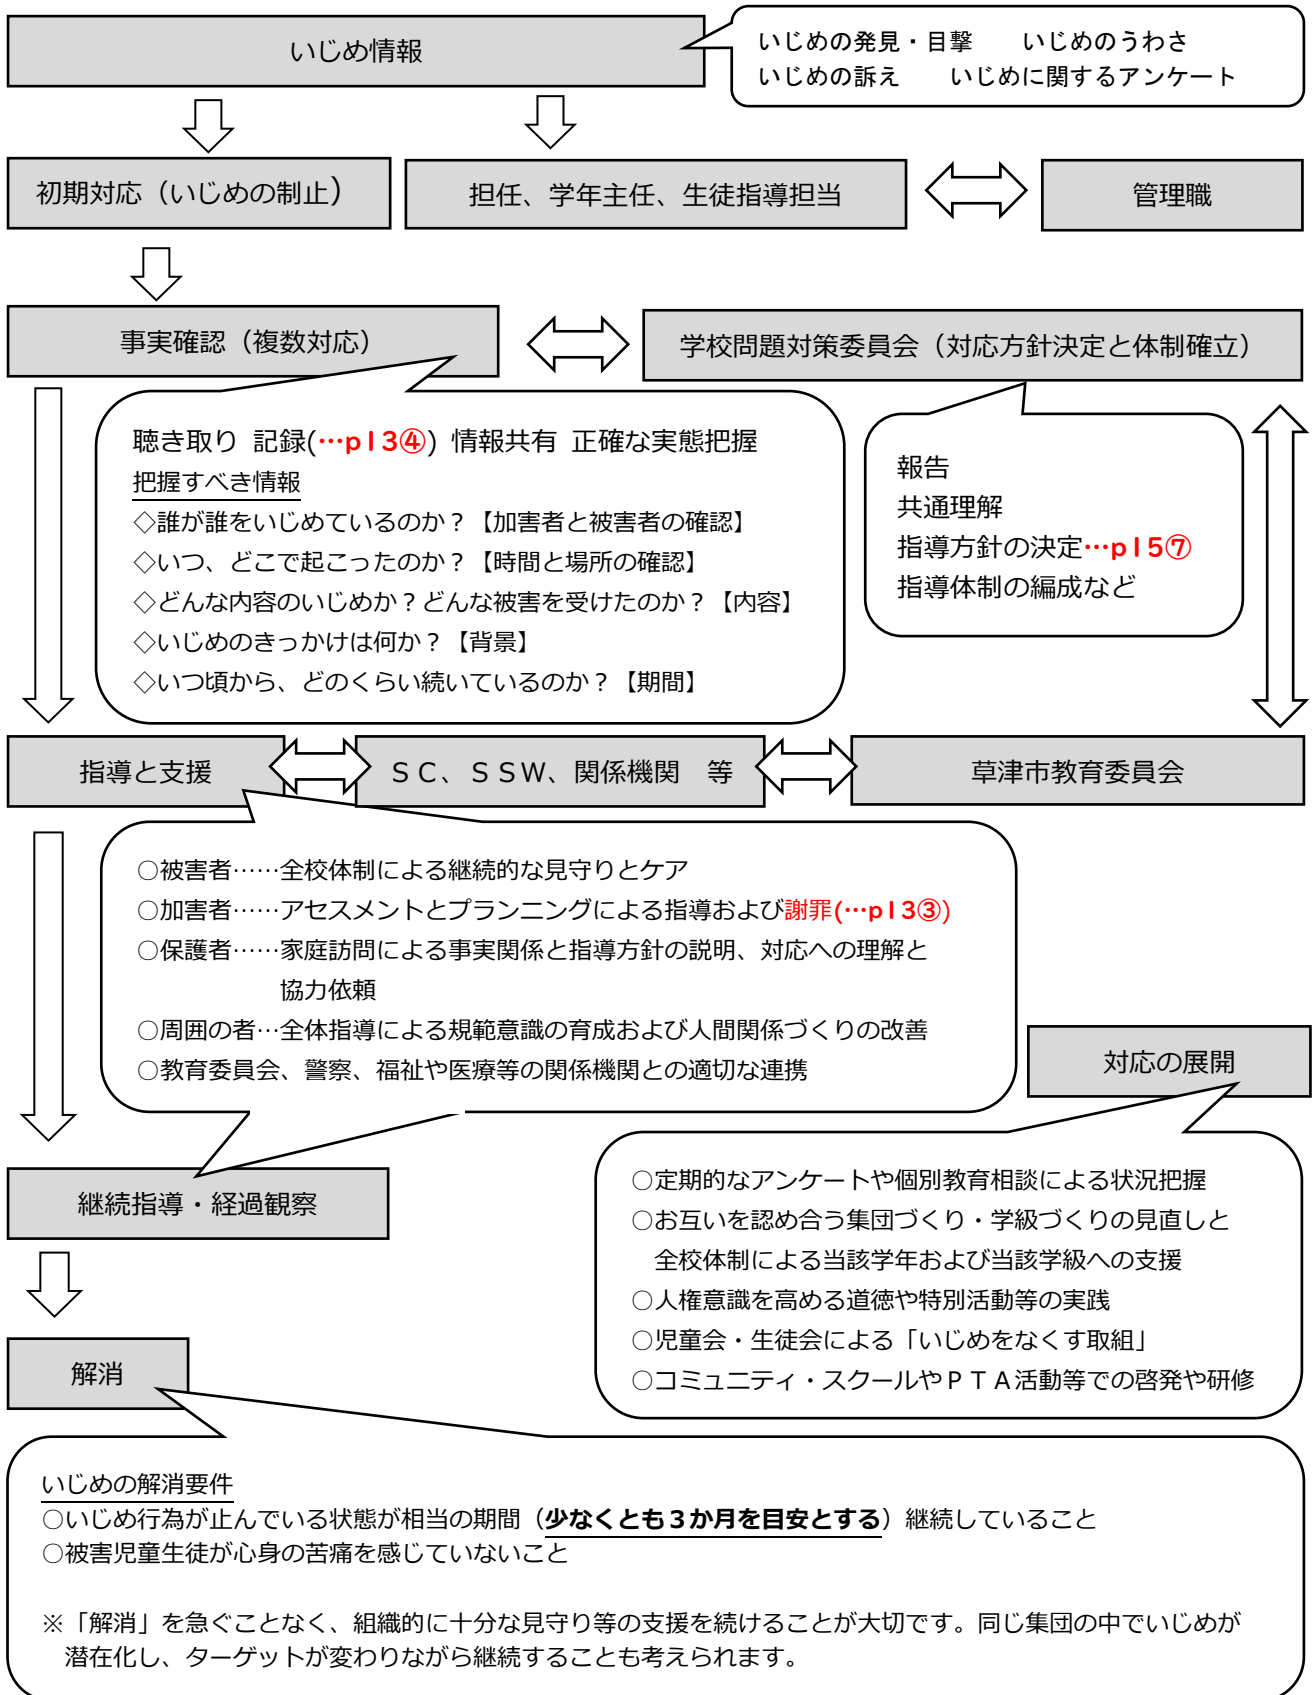 いじめ情報
いじめの発見・目撃　　いじめのうわさ
いじめの訴え　　いじめに関するアンケート
初期対応（いじめの制止）
担任、学年主任、生徒指導担当
管理職
事実確認（複数対応）
学校問題対策委員会（対応方針決定と体制確立）
聴き取り 記録(…p13④) 情報共有 正確な実態把握
把握すべき情報
◇誰が誰をいじめているのか？【加害者と被害者の確認】
◇いつ、どこで起こったのか？【時間と場所の確認】
◇どんな内容のいじめか？どんな被害を受けたのか？【内容】
◇いじめのきっかけは何か？【背景】
◇いつ頃から、どのくらい続いているのか？【期間】
報告
共通理解
指導方針の決定…p15⑦
指導体制の編成など
指導と支援
ＳＣ、ＳＳＷ、関係機関　等
草津市教育委員会
○被害者……全校体制による継続的な見守りとケア
○加害者……アセスメントとプランニングによる指導および謝罪(…p13③)
○保護者……家庭訪問による事実関係と指導方針の説明、対応への理解と
協力依頼
○周囲の者…全体指導による規範意識の育成および人間関係づくりの改善
○教育委員会、警察、福祉や医療等の関係機関との適切な連携
対応の展開
○定期的なアンケートや個別教育相談による状況把握
○お互いを認め合う集団づくり・学級づくりの見直しと
全校体制による当該学年および当該学級への支援
○人権意識を高める道徳や特別活動等の実践
○児童会・生徒会による「いじめをなくす取組」
○コミュニティ・スクールやＰＴＡ活動等での啓発や研修
継続指導・経過観察
解消
いじめの解消要件
○いじめ行為が止んでいる状態が相当の期間（少なくとも３か月を目安とする）継続していること
○被害児童生徒が心身の苦痛を感じていないこと
※「解消」を急ぐことなく、組織的に十分な見守り等の支援を続けることが大切です。同じ集団の中でいじめが
潜在化し、ターゲットが変わりながら継続することも考えられます。